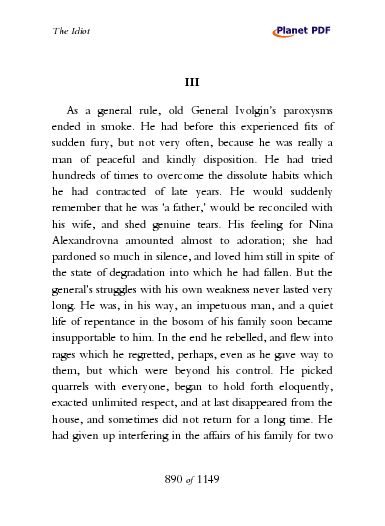 The Idiot
Planet PDF
III
As a general rule, old General Ivolgin's paroxysms
ended in smoke. He had before this experienced fits of
sudden fury, but not very often, because he was really a
man of peaceful and kindly disposition. He had tried
hundreds of times to overcome the dissolute habits which
he had contracted of late years. He would suddenly
remember that he was 'a father,' would be reconciled with
his wife, and shed genuine tears. His feeling for Nina
Alexandrovna amounted almost to adoration; she had
pardoned so much in silence, and loved him still in spite of
the state of degradation into which he had fallen. But the
general's struggles with his own weakness never lasted very
long. He was, in his way, an impetuous man, and a quiet
life of repentance in the bosom of his family soon became
insupportable to him. In the end he rebelled, and flew into
rages which he regretted, perhaps, even as he gave way to
them, but which were beyond his control. He picked
quarrels with everyone, began to hold forth eloquently,
exacted unlimited respect, and at last disappeared from the
house, and sometimes did not return for a long time. He
had given up interfering in the affairs of his family for two
890 of 1149